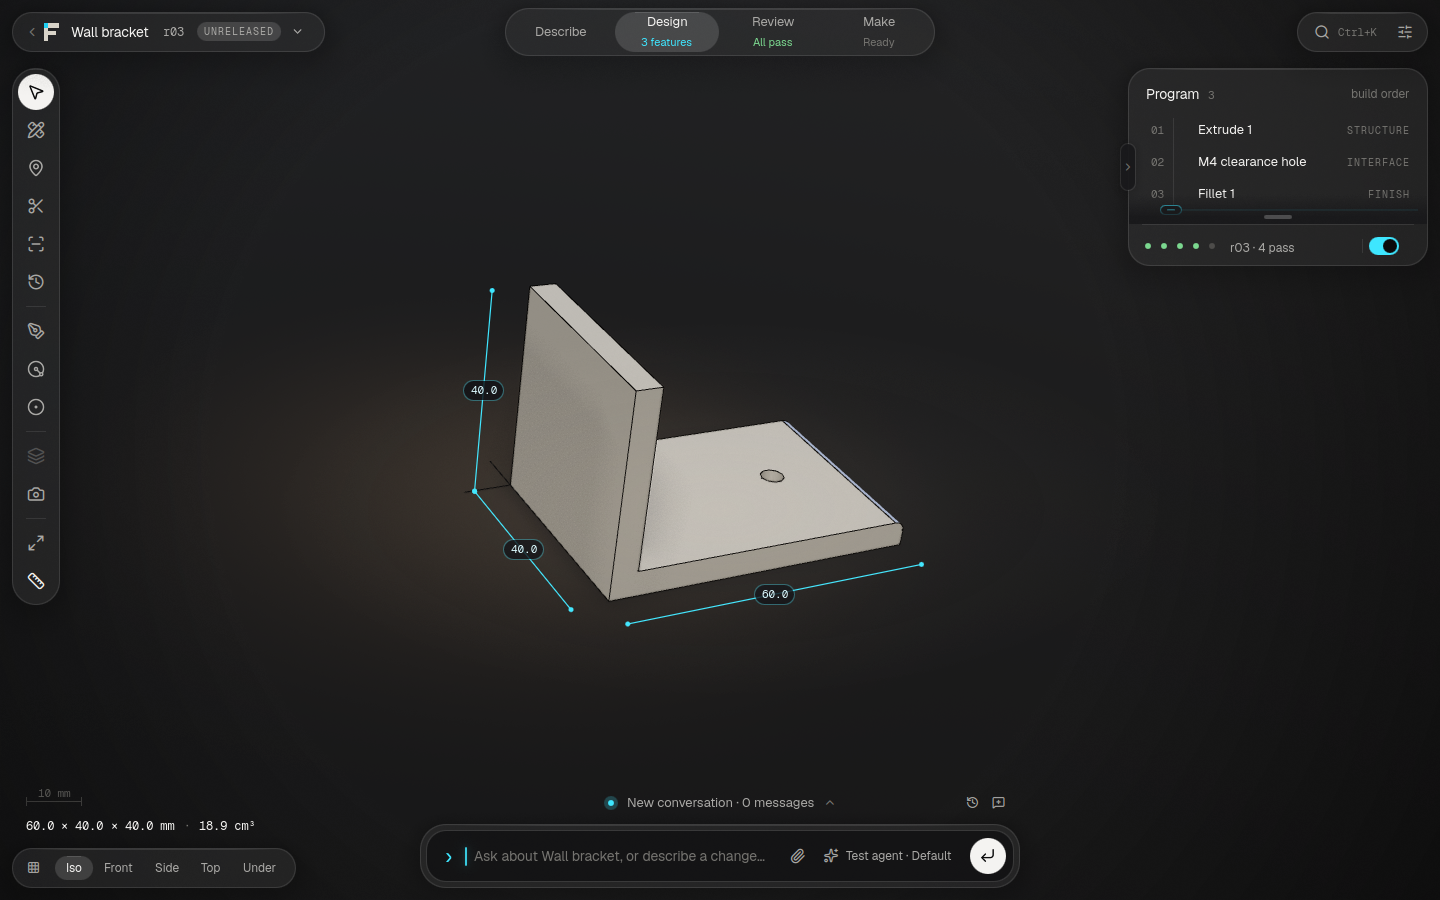 Wall bracket r03 UNRELEASED
Describe
Design
3 features
Review
All pass
Make
Ready
Ctrl+K
Program 3 build order
01 Extrude 1 STRUCTURE
02 M4 clearance hole INTERFACE
03 Fillet 1 FINISH
r03 · 4 pass
40.0
40.0
60.0
10 mm
60.0 × 40.0 × 40.0 mm · 18.9 cm³
Iso Front Side Top Under
New conversation · 0 messages
Ask about Wall bracket, or describe a change...
Test agent · Default